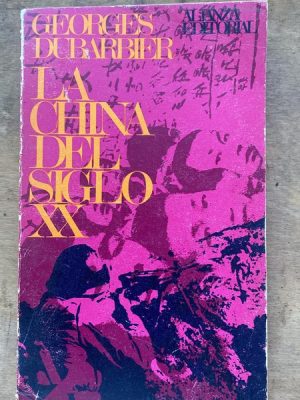 GEORGES
DUBARBIER
ALIANZA
EDITORIAL
LA
CHINA
DEL
SIGLO
XX